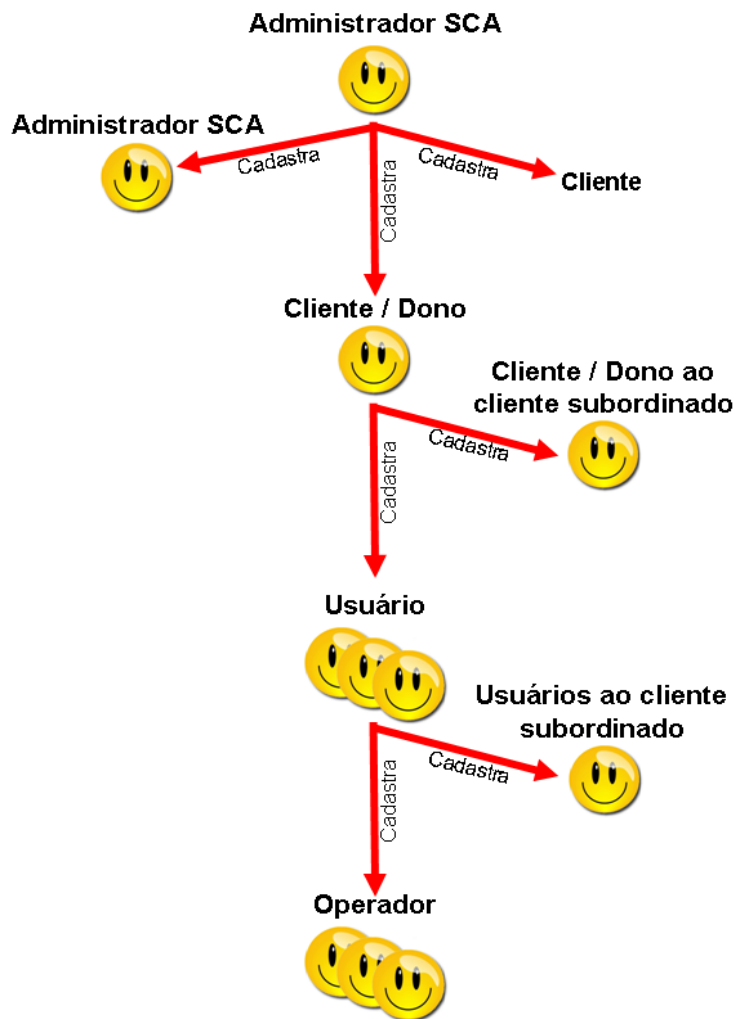 Administrador SCA
Administrador SCA
Cadastra
Cadastra
Cadastra
Cliente
Cliente / Dono
Cliente / Dono ao
cliente subordinado
Cadastra
Cadastra
Usuário
Usuários ao cliente
subordinado
Cadastra
Cadastra
Operador